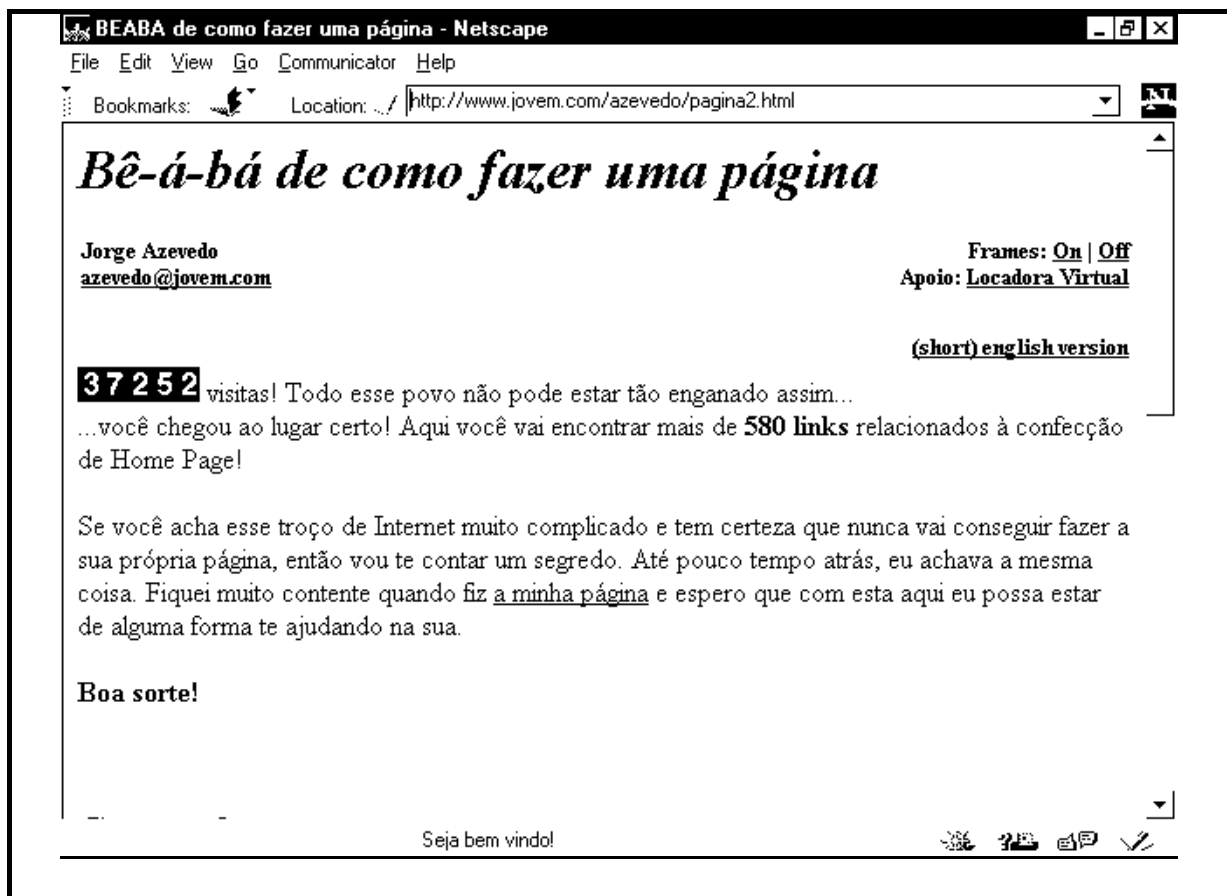 BEABA de como fazer uma página - Netscape
File Edit View Go Communicator Help
Bookmarks: Location: http://www.jovem.com/azevedo/pagina2.html
Bê-á-bá de como fazer uma página
Jorge Azevedo
azevedo@jovem.com
Frames: On | Off
Apoio: Locadora Virtual
(short) english version
37252 visitas! Todo esse povo não pode estar tão enganado assim...
...você chegou ao lugar certo! Aqui você vai encontrar mais de 580 links relacionados à confecção
de Home Page!
Se você acha esse troço de Internet muito complicado e tem certeza que nunca vai conseguir fazer a
sua própria página, então vou te contar um segredo. Até pouco tempo atrás, eu achava a mesma
coisa. Fiquei muito contente quando fiz a minha página e espero que com esta aqui eu possa estar
de alguma forma te ajudando na sua.
Boa sorte!
Seja bem vindo!